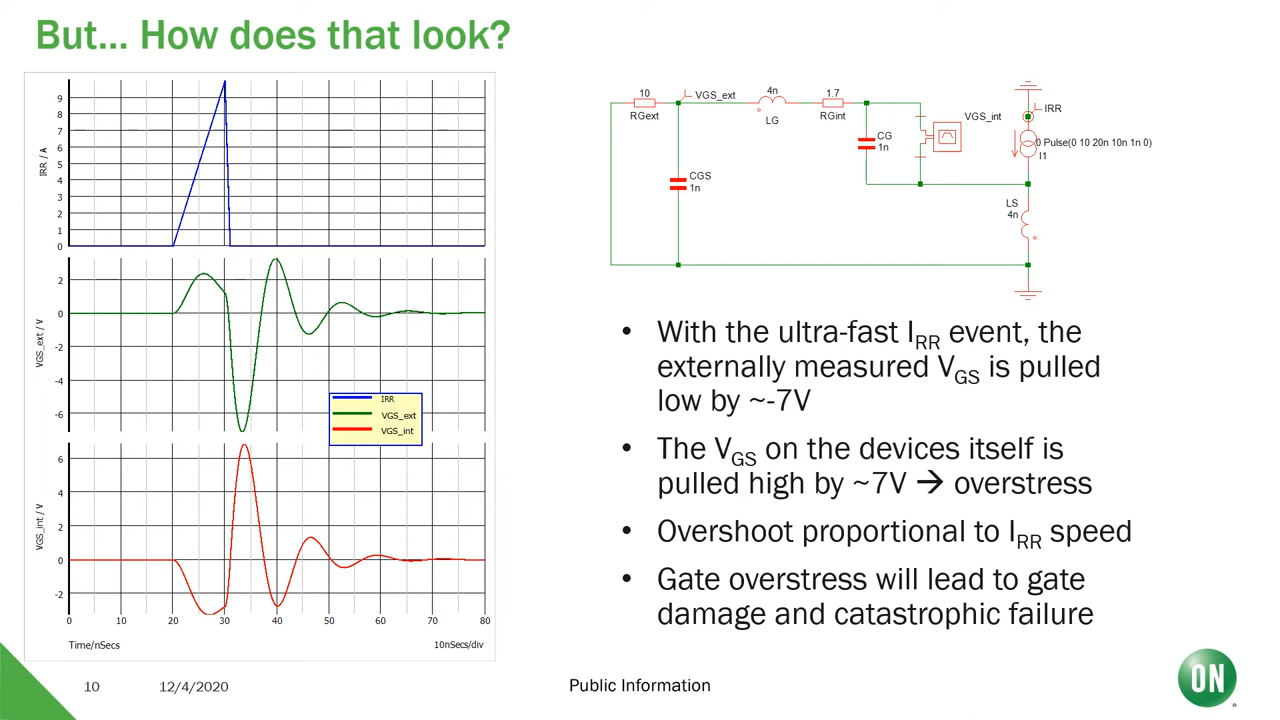 But... How does that look?
9
8
7
6
5
4
3
2
1
0
IRR / A
2
0
-2
-4
-6
VGS_ext / V
IRR
VGS_ext
VGS_int
6
4
2
0
-2
VGS_int / V
0 10 20 30 40 50 60 70 80
Time/nSecs 10nSecs/div
10
RGext
VGS_ext
4n
LG
1.7
RGint
CG
1n
VGS_int
IRR
0 Pulse(0 10 20n 10n 1n 0)
I1
CGS
1n
LS
4n
• With the ultra-fast IRR event, the
externally measured VGS is pulled
low by ~-7V
• The VGS on the devices itself is
pulled high by ~7V → overstress
• Overshoot proportional to IRR speed
• Gate overstress will lead to gate
damage and catastrophic failure
10 12/4/2020 Public Information
ON